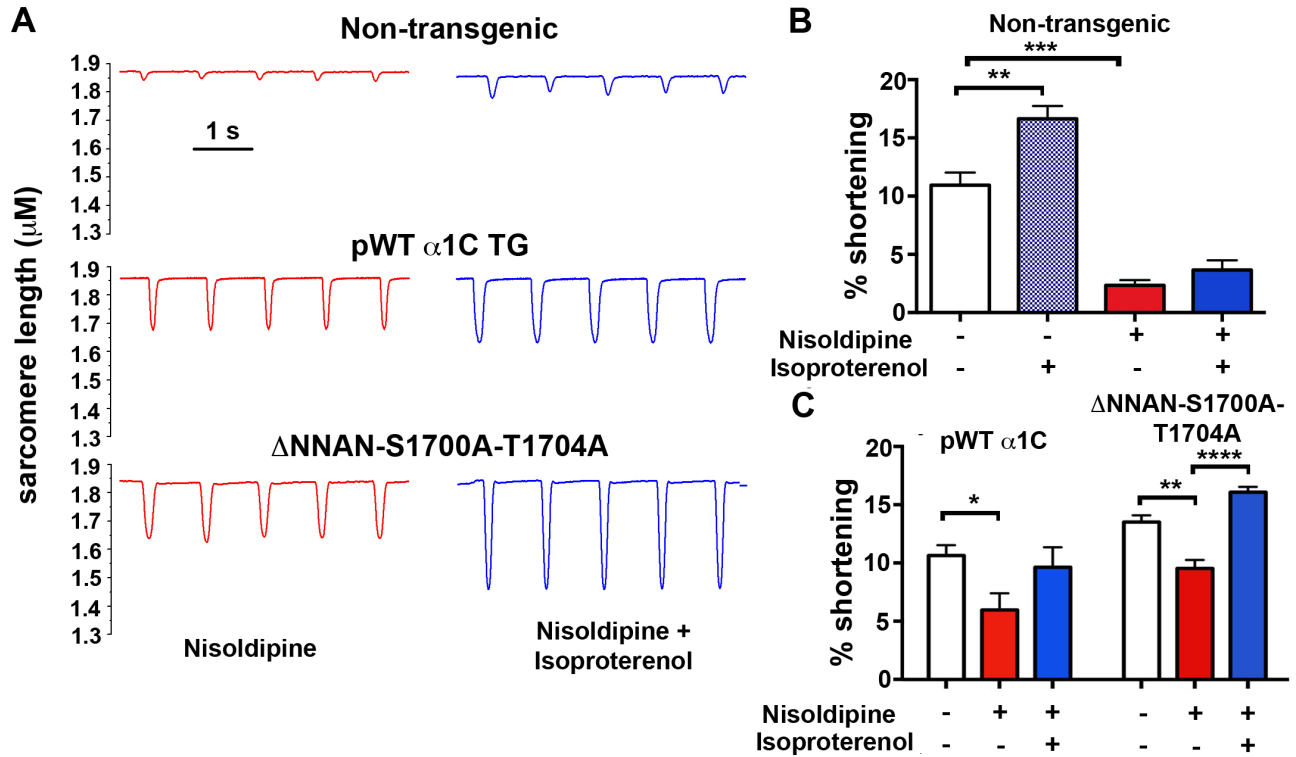 A
Non-transgenic
1.9
1.8
1.7
1.6
1.5
1.4
1.3
1 s
pWT α1C TG
1.9
1.8
1.7
1.6
1.5
1.4
1.3
ΔNNAN-S1700A-T1704A
1.9
1.8
1.7
1.6
1.5
1.4
1.3
sarcomere length (μM)
Nisoldipine
Nisoldipine +
Isoproterenol
B
Non-transgenic
***
**
20
15
10
5
0
% shortening
Nisoldipine - - + +
Isoproterenol - + - +
C
ΔNNAN-S1700A-
T1704A
pWT α1C
****
**
*
20
15
10
5
0
% shortening
Nisoldipine - + + - + +
Isoproterenol - - + - - +